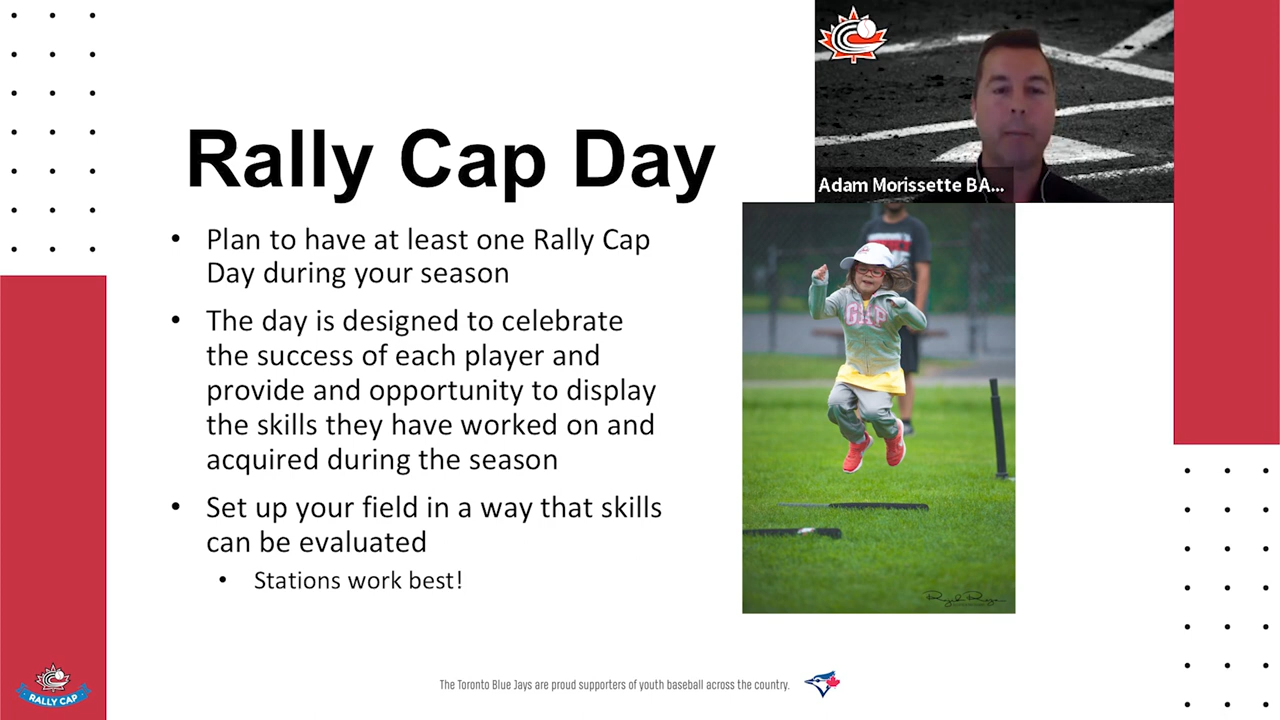 Rally Cap Day
• Plan to have at least one Rally Cap
Day during your season
• The day is designed to celebrate
the success of each player and
provide and opportunity to display
the skills they have worked on and
acquired during the season
• Set up your field in a way that skills
can be evaluated
• Stations work best!
Adam Morissette BA...
GAP
RALLY CAP
The Toronto Blue Jays are proud supporters of youth baseball across the country.